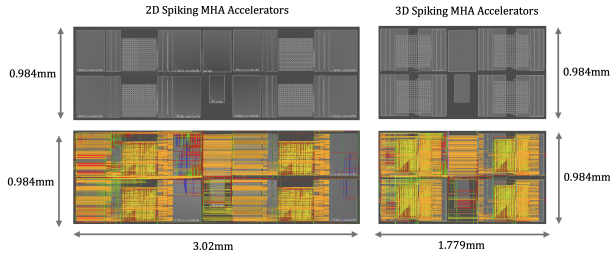 2D Spiking MHA Accelerators
3D Spiking MHA Accelerators
0.984mm
0.984mm
0.984mm
0.984mm
3.02mm
1.779mm